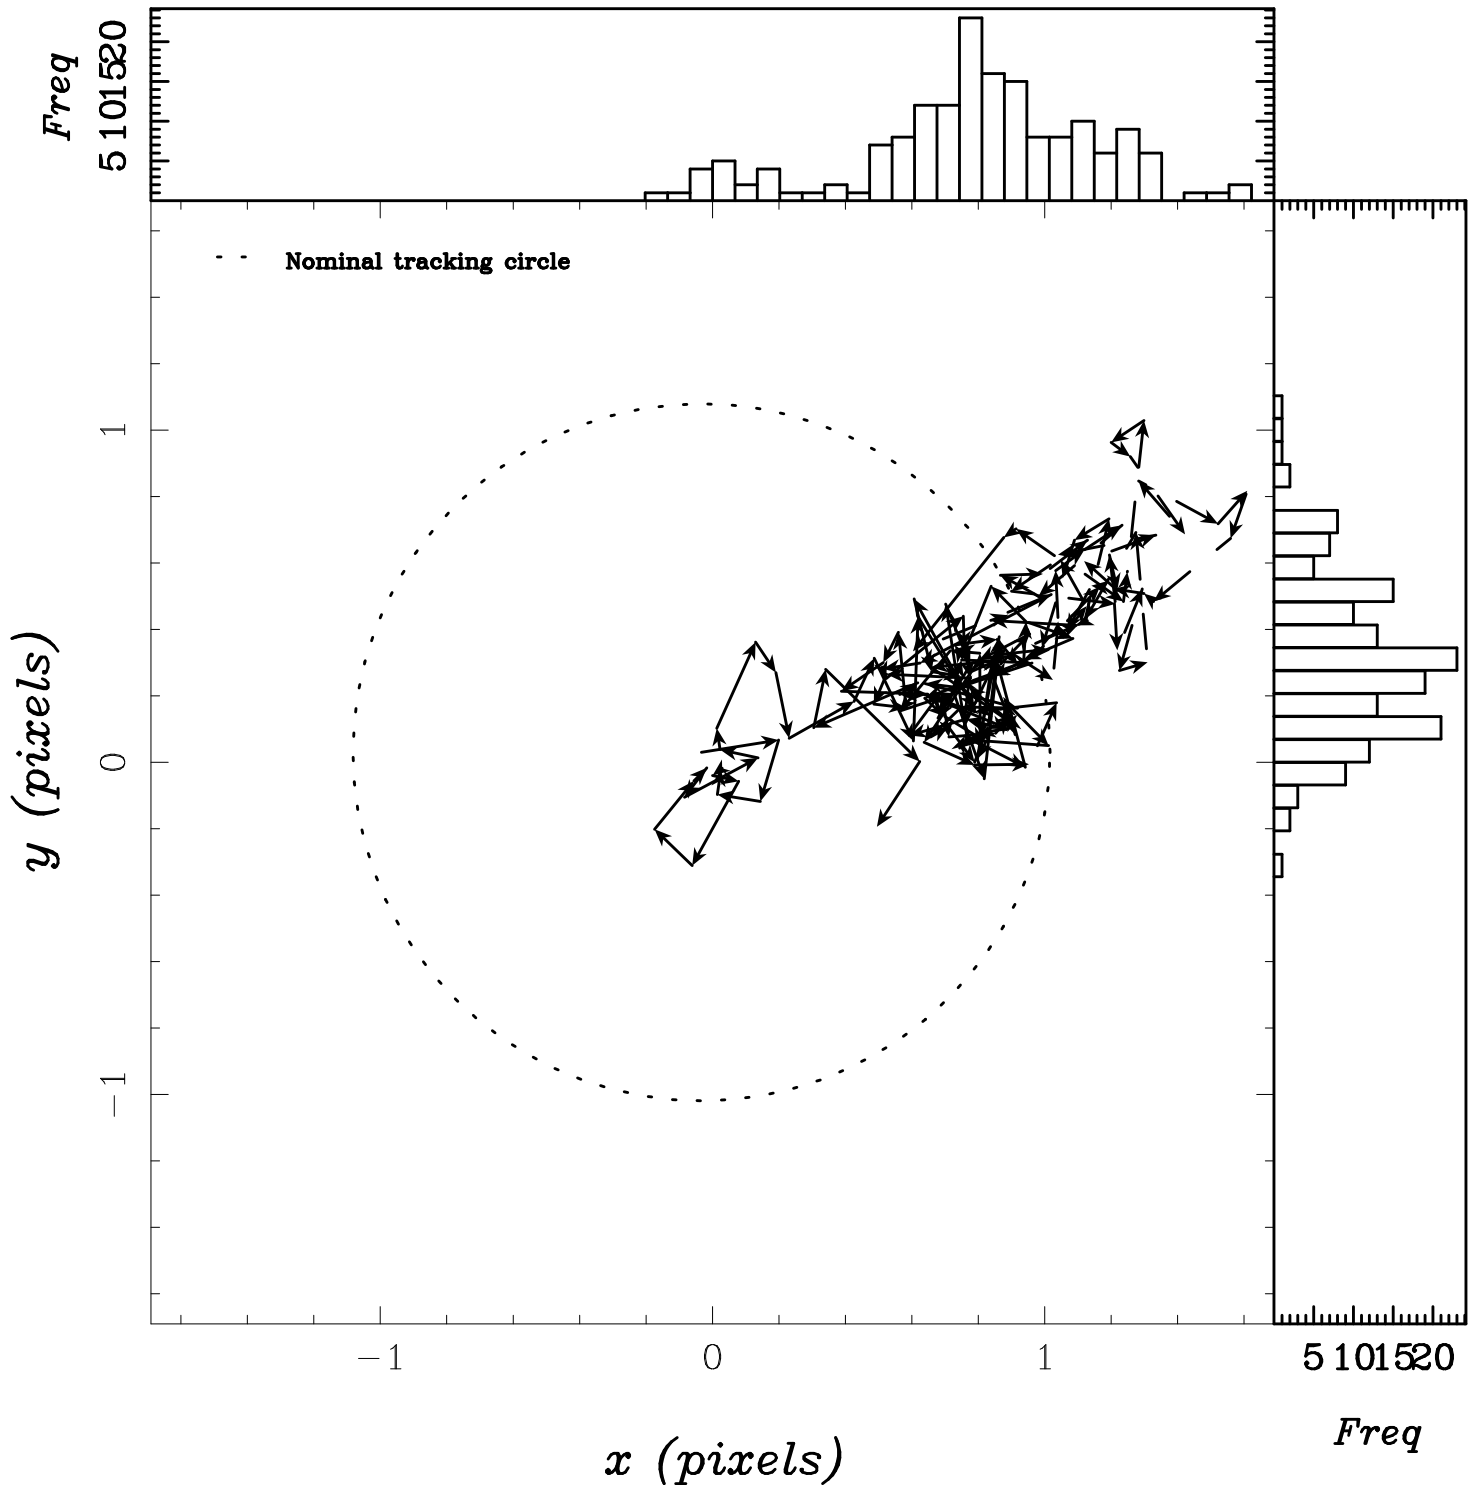 Freq
5 10 15 20
Nominal tracking circle
y (pixels)
1
0
−1
−1 0 1
5 10 15 20
x (pixels)
Freq